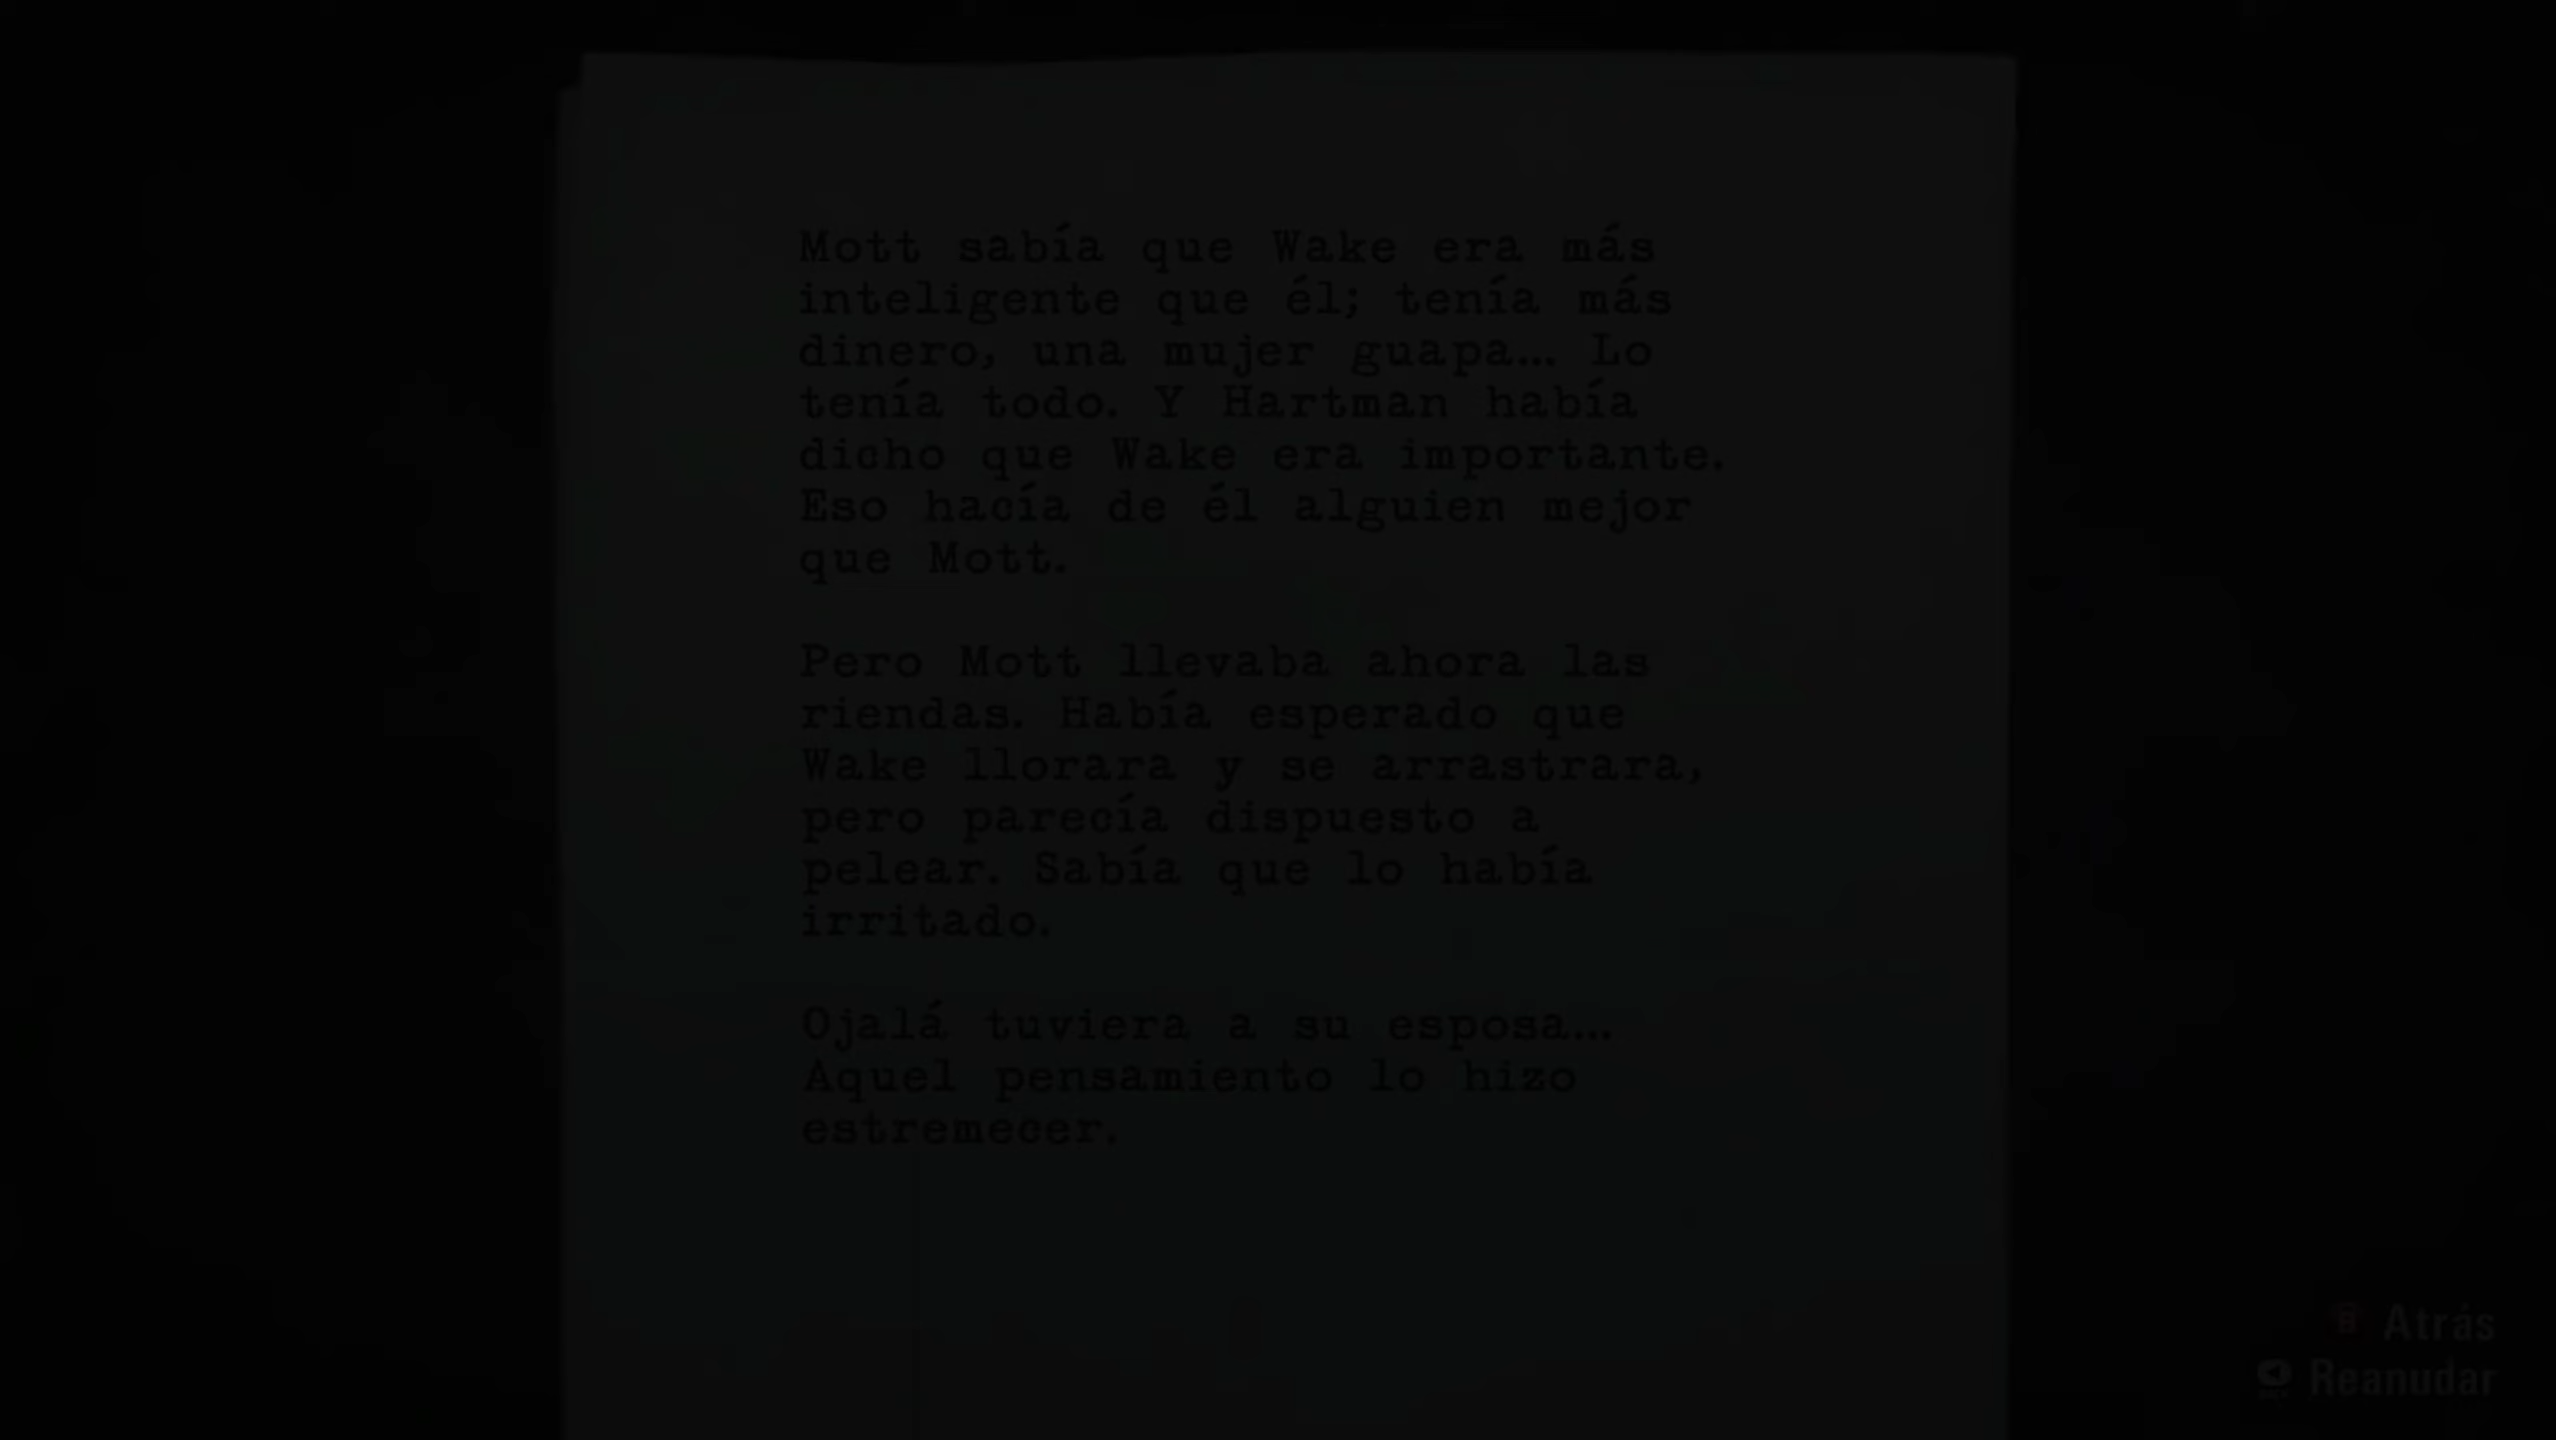 Mott sabía que Wake era más
inteligente que él; tenía más
dinero, una mujer guapa… Lo
tenía todo. Y Hartman había
dicho que Wake era importante.
Eso hacía de él alguien mejor
que Mott.
Pero Mott llevaba ahora las
riendas. Había esperado que
Wake llorara y se arrastrara,
pero parecía dispuesto a
pelear. Sabía que lo había
irritado.
Ojalá tuviera a su esposa…
Aquel pensamiento lo hizo
estremecer.
Atrás
Reanudar